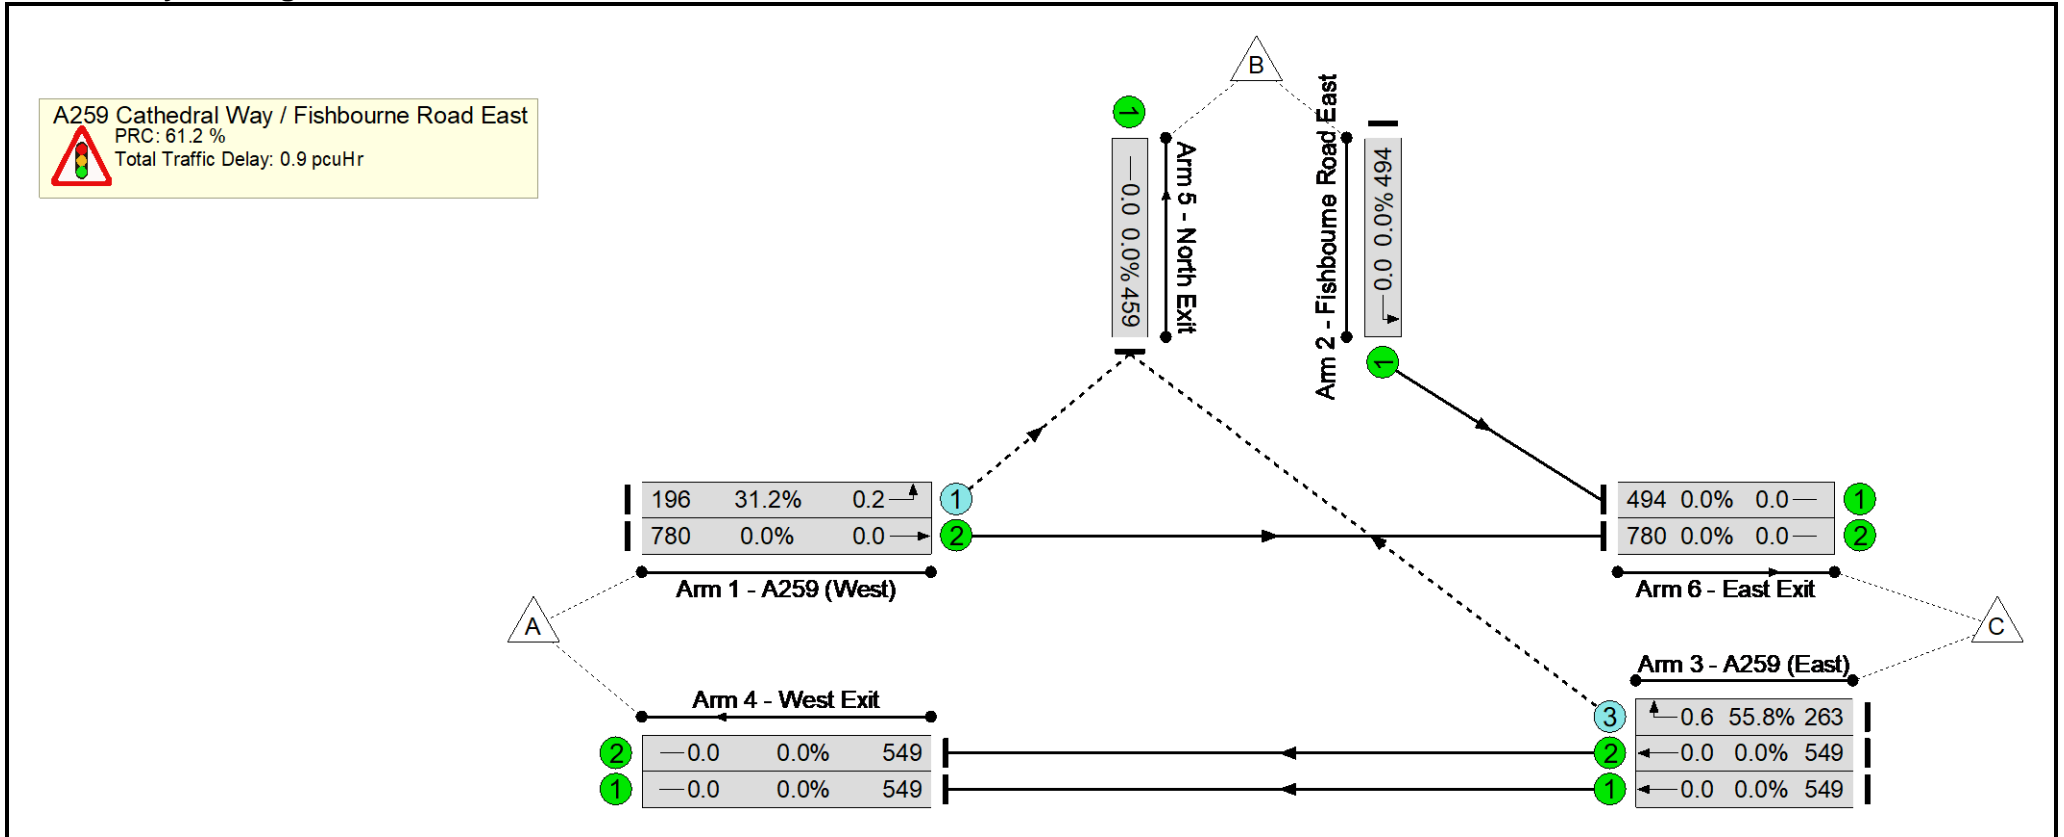 A259 Cathedral Way / Fishbourne Road East
PRC: 61.2 %
Total Traffic Delay: 0.9 pcuHr
B
1
0.0 0.0% 459
Arm 5 - North Exit
Arm 2 - Fishbourne Road East
0.0 0.0% 494
1
196 31.2% 0.2 1
780 0.0% 0.0 2
Arm 1 - A259 (West)
494 0.0% 0.0 1
780 0.0% 0.0 2
Arm 6 - East Exit
A
C
Arm 4 - West Exit
2 0.0 0.0% 549
1 0.0 0.0% 549
Arm 3 - A259 (East)
3 0.6 55.8% 263
2 0.0 0.0% 549
1 0.0 0.0% 549